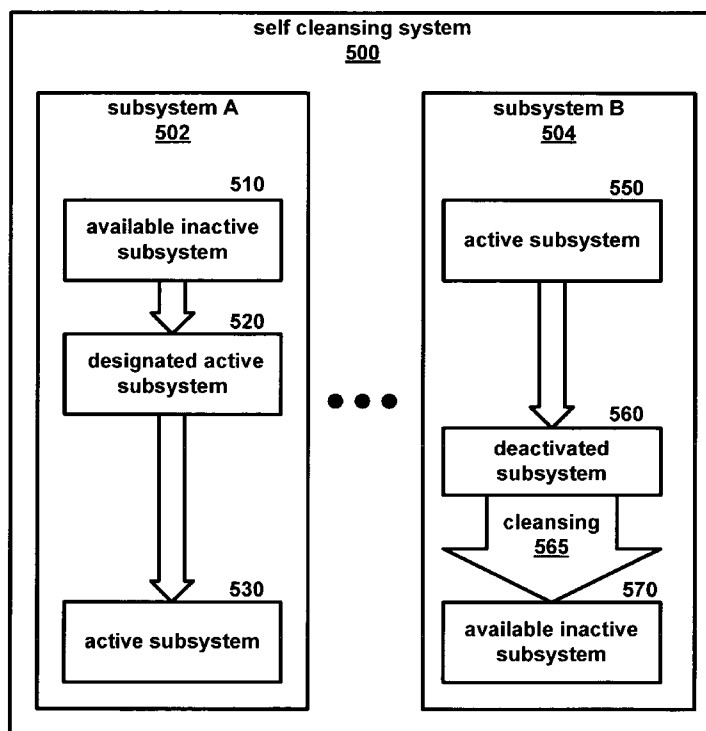 self cleansing system
500
subsystem A
502
510
available inactive
subsystem
520
designated active
subsystem
530
active subsystem
subsystem B
504
550
active subsystem
560
deactivated
subsystem
cleansing
565
570
available inactive
subsystem